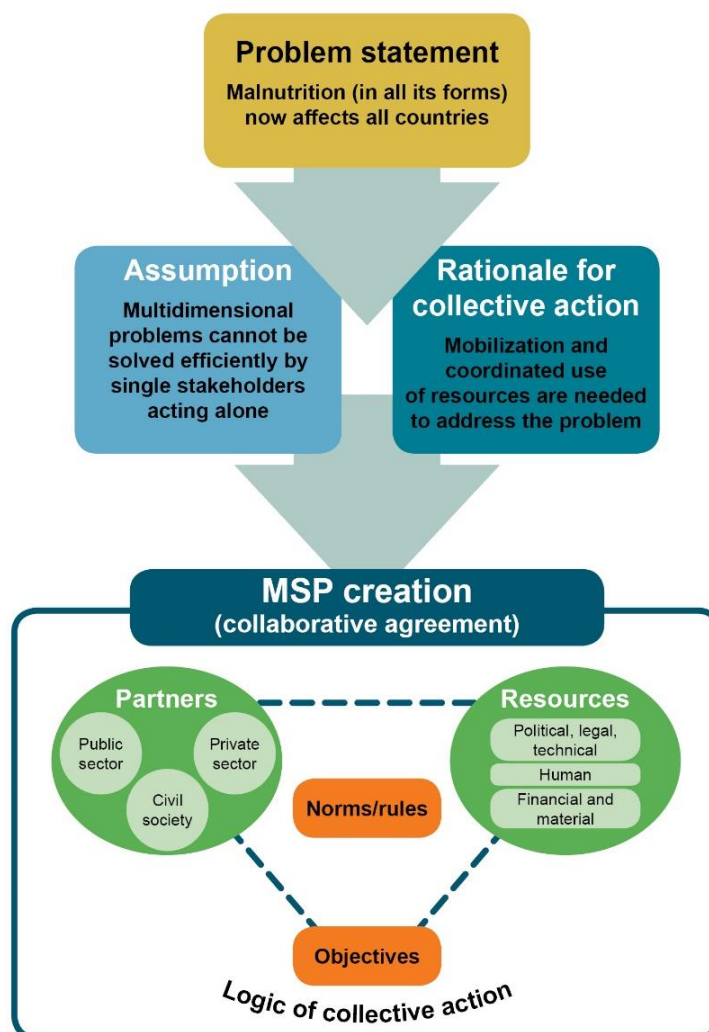 Problem statement
Malnutrition (in all its forms)
now affects all countries
Assumption
Multidimensional
problems cannot be
solved efficiently by
single stakeholders
acting alone
Rationale for
collective action
Mobilization and
coordinated use
of resources are needed
to address the problem
MSP creation
(collaborative agreement)
Partners
Public
sector
Private
sector
Civil
society
Resources
Political, legal,
technical
Human
Financial and
material
Norms/rules
Objectives
Logic of collective action